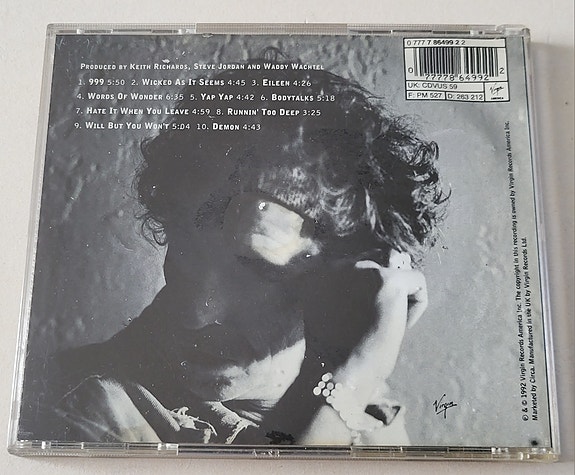 PRODUCED BY KEITH RICHARDS, STEVE JORDAN AND WADDY WACHTEL
1. 999 5:50 2. WICKED AS IT SEEMS 4:45 3. EILEEN 4:26
4. WORDS OF WONDER 6:35 5. YAP YAP 4:42 6. BODYTALKS 5:18
7. HATE IT WHEN YOU LEAVE 4:59 8. RUNNIN' TOO DEEP 3:25
9. WILL BUT YOU WON'T 5:04 10. DEMON 4:43
0 777 7 86499 2 2
0 77778 64992 2
UK: CDVUS 59
F: PM 527 D: 263 212
Virgin
℗ & © 1992 Virgin Records America Inc. The copyright in this recording is owned by Virgin Records America Inc.
Marketed by Circa. Manufactured in the UK by Virgin Records Ltd.
Virgin